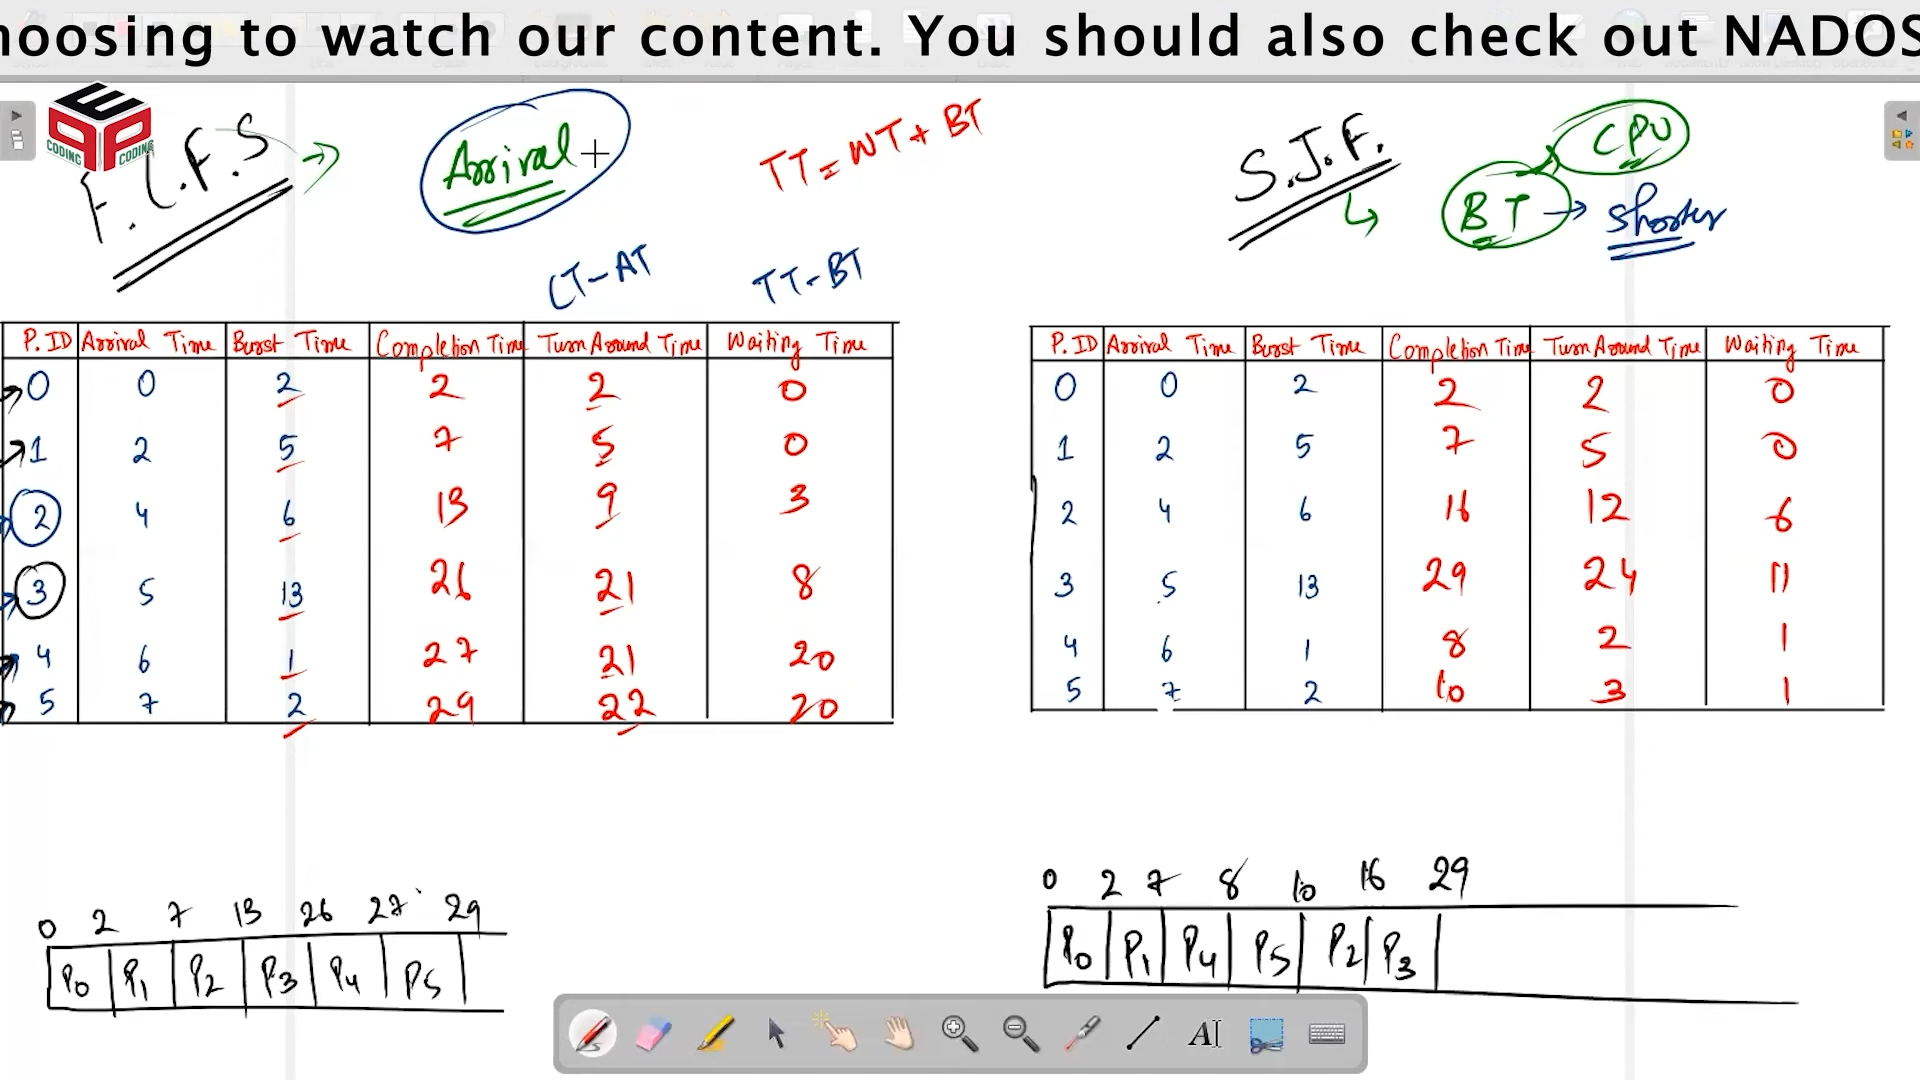 hoosing to watch our content. You should also check out NADOS
CODING CODING
F.C.F.S → Arrival
TT = WT + BT
CT-AT TT-BT
P.ID Arrival Time Burst Time Completion Time Turn Around Time Waiting Time
0 0 2 2 2 0
1 2 5 7 5 0
2 4 6 13 9 3
3 5 13 26 21 8
4 6 1 27 21 20
5 7 2 29 22 20
0 2 7 13 26 27 29
P0 P1 P2 P3 P4 P5
S.J.F.
CPU
BT → Shorter
P.ID Arrival Time Burst Time Completion Time Turn Around Time Waiting Time
0 0 2 2 2 0
1 2 5 7 5 0
2 4 6 16 12 6
3 5 13 29 24 11
4 6 1 8 2 1
5 7 2 10 3 1
0 2 7 8 10 16 29
P0 P1 P4 P5 P2 P3
A